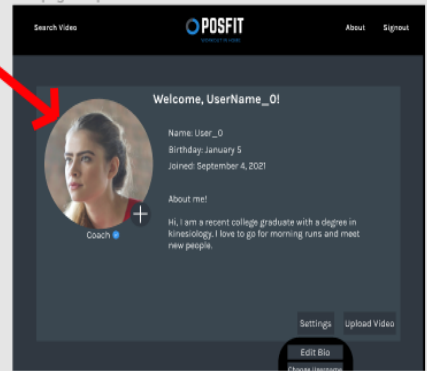 Search Video
POSFIT
About
Signout
Welcome, UserName_0!
Name: User_0
Birthday: January 5
Joined: September 4, 2021
About me!
Hi, I am a recent college graduate with a degree in
kinesiology. I love to go for morning runs and meet
new people.
Coach
Settings
Upload Video
Edit Bio
Change Username